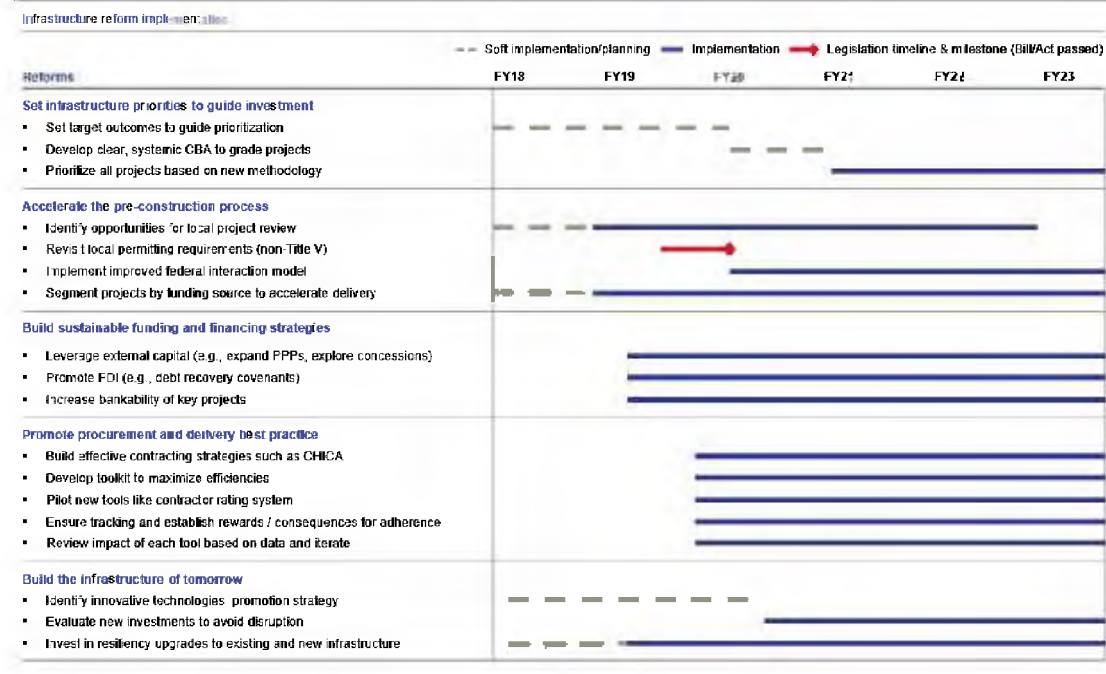 Infrastructure reform implementation
Soft implementation/planning Implementation Legislation timeline & milestone (Bill/Act passed)
Reforms FY18 FY19 FY20 FY21 FY22 FY23
Set infrastructure priorities to guide investment
▪ Set target outcomes to guide prioritization
▪ Develop clear, systemic CBA to grade projects
▪ Prioritize all projects based on new methodology
Accelerate the pre-construction process
▪ Identify opportunities for local project review
▪ Revisit local permitting requirements (non-Title V)
▪ Implement improved federal interaction model
▪ Segment projects by funding source to accelerate delivery
Build sustainable funding and financing strategies
▪ Leverage external capital (e.g., expand PPPs, explore concessions)
▪ Promote FDI (e.g., debt recovery covenants)
▪ Increase bankability of key projects
Promote procurement and delivery best practice
▪ Build effective contracting strategies such as CHICA
▪ Develop toolkit to maximize efficiencies
▪ Pilot new tools like contractor rating system
▪ Ensure tracking and establish rewards / consequences for adherence
▪ Review impact of each tool based on data and iterate
Build the infrastructure of tomorrow
▪ Identify innovative technologies promotion strategy
▪ Evaluate new investments to avoid disruption
▪ Invest in resiliency upgrades to existing and new infrastructure